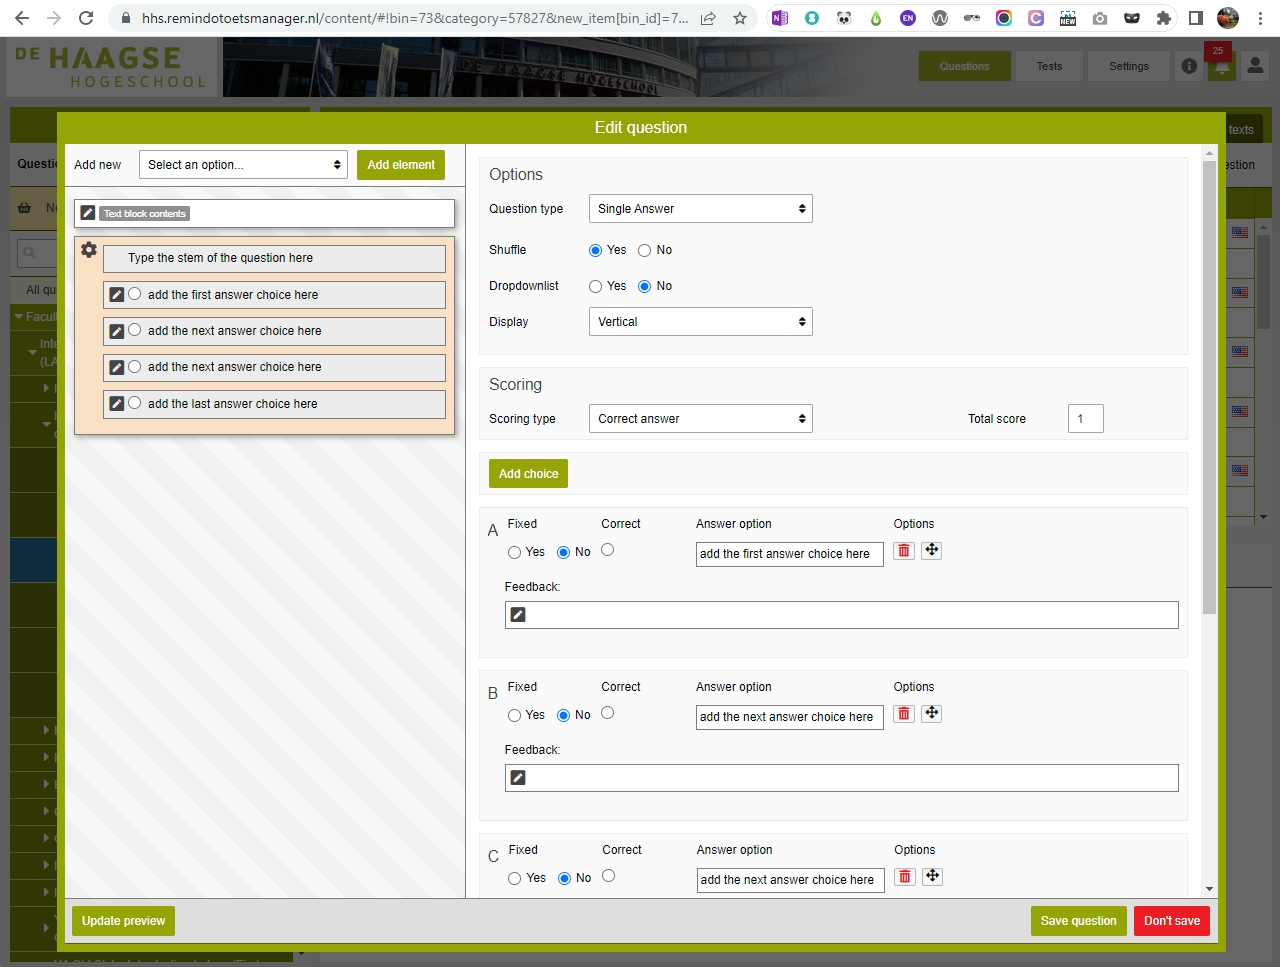 hhs.remindotoetsmanager.nl/content/#!bin=73&category=57827&new_item[bin_id]=7...
EN
NEW
DE HAAGSE
HOGESCHOOL
DE HAAGSE HOGESCHOOL
Questions
Tests
Settings
25
texts
Edit question
Add new
Select an option...
Add element
Text block contents
Type the stem of the question here
add the first answer choice here
add the next answer choice here
add the next answer choice here
add the last answer choice here
All qu
Facul
Inte
(LA
Options
Question type
Single Answer
Shuffle
Yes
No
Dropdownlist
Yes
No
Display
Vertical
Scoring
Scoring type
Correct answer
Total score
1
Add choice
A
Fixed
Correct
Answer option
Options
Yes
No
add the first answer choice here
Feedback:
B
Fixed
Correct
Answer option
Options
Yes
No
add the next answer choice here
Feedback:
C
Fixed
Correct
Answer option
Options
Yes
No
add the next answer choice here
Update preview
Save question
Don't save